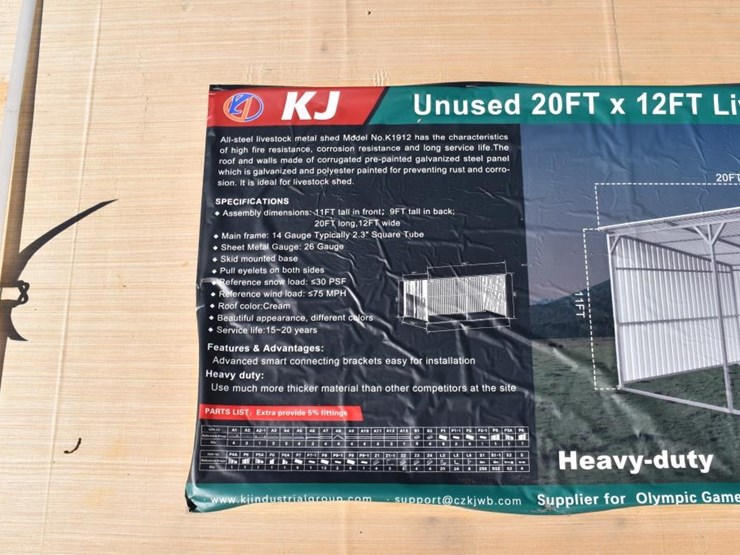 KJ
Unused 20FT x 12FT Li
All-steel livestock metal shed Model No.K1912 has the characteristics
of high fire resistance, corrosion resistance and long service life.The
roof and walls made of corrugated pre-painted galvanized steel panel
which is galvanized and polyester painted for preventing rust and corro-
sion. It is ideal for livestock shed.
SPECIFICATIONS
◆ Assembly dimensions: 11FT tall in front; 9FT tall in back;
20FT long,12FT wide
◆ Main frame: 14 Gauge Typically 2.3" Square Tube
◆ Sheet Metal Gauge: 26 Gauge
◆ Skid mounted base
◆ Pull eyelets on both sides
◆ Reference snow load: ≤30 PSF
◆ Reference wind load: ≤75 MPH
◆ Roof color:Cream
◆ Beautiful appearance, different colors
◆ Service life:15~20 years
Features & Advantages:
Advanced smart connecting brackets easy for installation
Heavy duty:
Use much more thicker material than other competitors at the site
PARTS LIST: Extra provide 5% fittings
20FT
11FT
Heavy-duty
www.kjindustrialgroup.com · support@czkjwb.com Supplier for Olympic Game